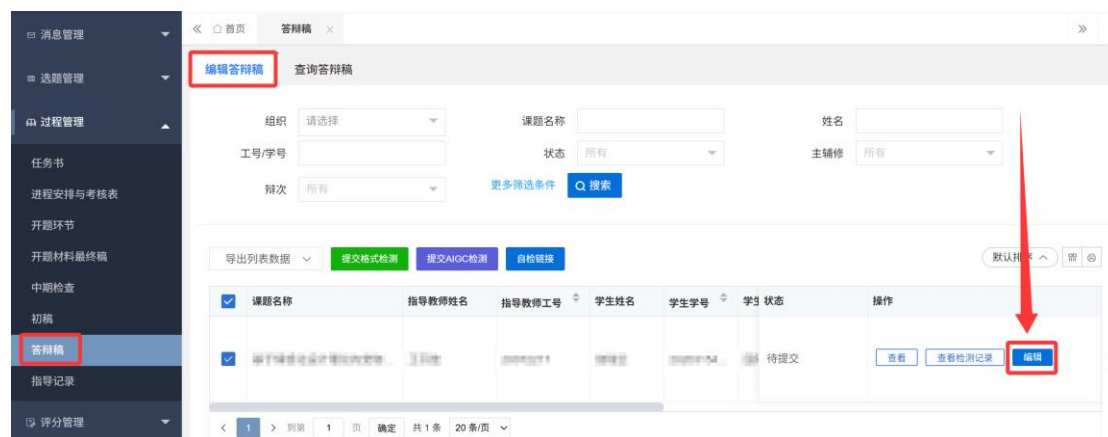 消息管理
选题管理
过程管理
任务书
进程安排与考核表
开题环节
开题材料最终稿
中期检查
初稿
答辩稿
指导记录
评分管理
首页 答辩稿
编辑答辩稿 查询答辩稿
组织 请选择 课题名称 姓名
工号/学号 状态 所有 主辅修 所有
辩次 所有 更多筛选条件 搜索
导出列表数据 提交格式检测 提交AIGC检测 自检链接 默认排序
课题名称 指导教师姓名 指导教师工号 学生姓名 学生学号 状态 操作
待提交 查看 查看检测记录 编辑
1 到第 1 页 确定 共 1 条 20 条/页